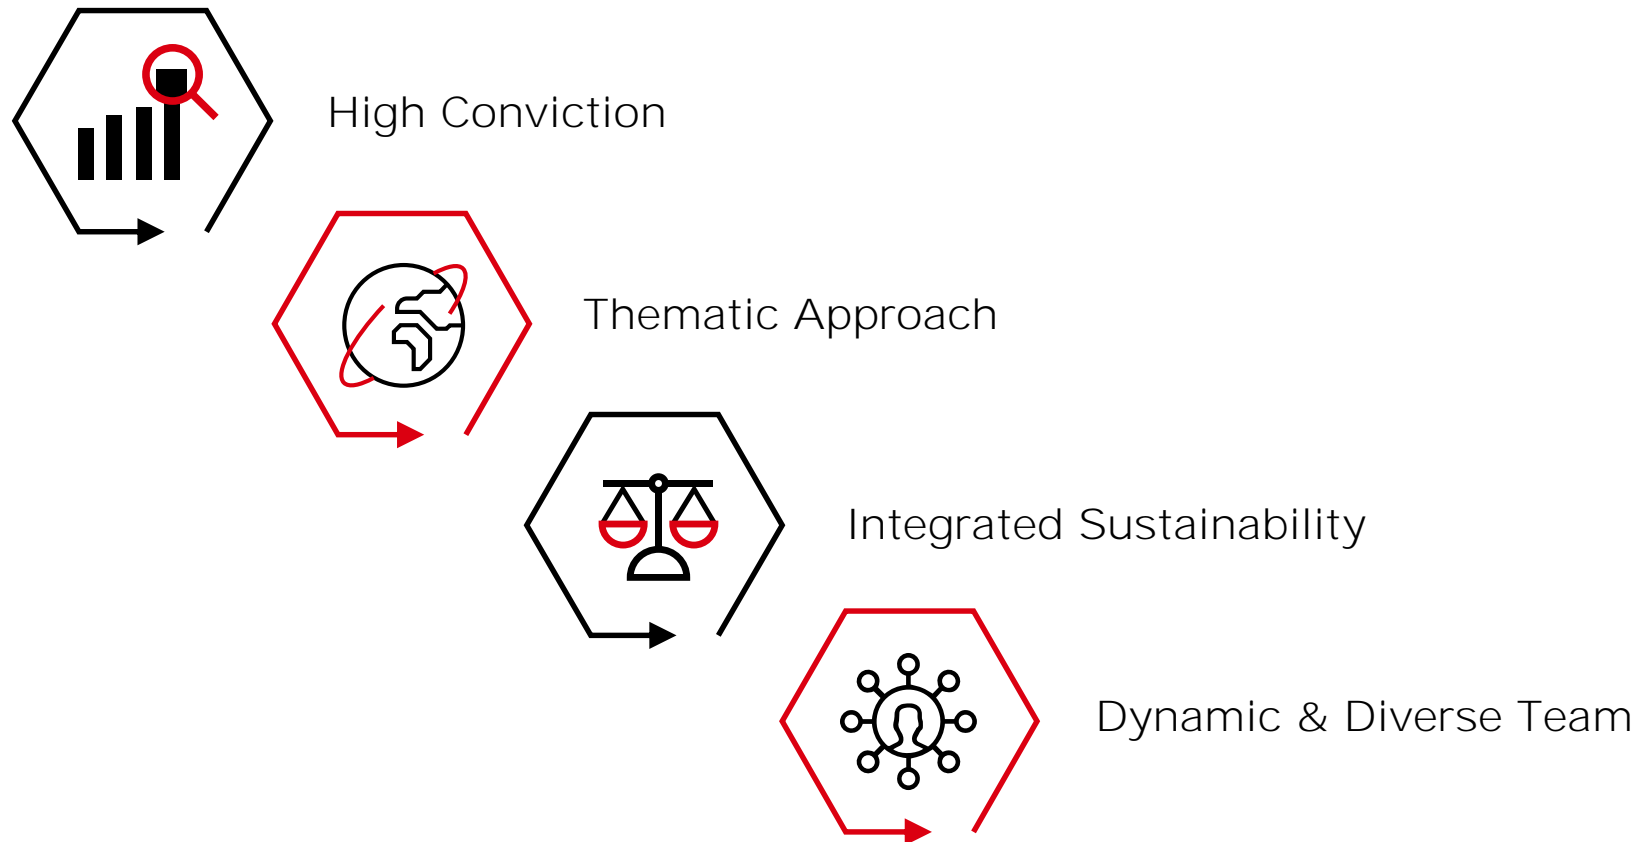 High Conviction
Thematic Approach
Integrated Sustainability
Dynamic & Diverse Team